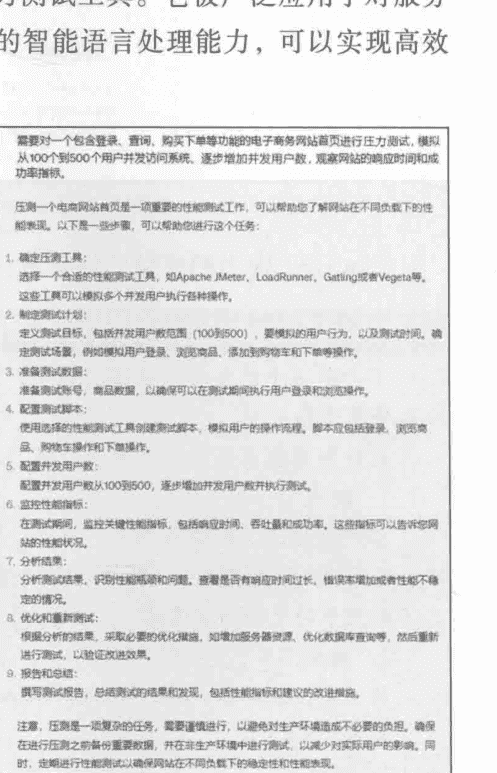 的智能语言处理能力，可以实现高效
需要对一个包含登录、查询、购买下单等功能的电子商务网站首页进行压力测试，模拟
从100个到500个用户并发访问系统、逐步增加并发用户数，观察网站的响应时间和成
功率指标。
压测一个电商网站首页是一项重要的性能测试工作，可以帮助您了解网站在不同负载下的性
能表现。以下是一些步骤，可以帮助您进行这个任务：
1. 确定压测工具：
选择一个合适的性能测试工具，如Apache JMeter、LoadRunner、Gatling或者Vegeta等。
这些工具可以模拟多个并发用户执行各种操作。
2. 制定测试计划：
定义测试目标，包括并发用户数范围（100到500），要模拟的用户行为，以及测试时间。确
定测试场景，例如模拟用户登录、浏览商品、添加到购物车和下单等操作。
3. 准备测试数据：
准备测试账号，商品数据，以确保可以在测试期间执行用户登录和浏览操作。
4. 配置测试脚本：
使用选择的性能测试工具创建测试脚本，模拟用户的操作流程。脚本应包括登录、浏览商
品、购物车操作和下单操作。
5. 配置并发用户数：
配置并发用户数从100到500，逐步增加并发用户数并执行测试。
6. 监控性能指标：
在测试期间，监控关键性能指标，包括响应时间、吞吐量和成功率。这些指标可以告诉您网
站的性能状况。
7. 分析结果：
分析测试结果，识别性能瓶颈和问题。查看是否有响应时间过长、错误率增加或者性能不稳
定的情况。
8. 优化和重新测试：
根据分析的结果，采取必要的优化措施，如增加服务器资源、优化数据库查询等，然后重新
进行测试，以验证改进效果。
9. 报告和总结：
撰写测试报告，总结测试的结果和发现，包括性能指标和建议的改进措施。
注意，压测是一项复杂的任务，需要谨慎进行，以避免对生产环境造成不必要的负担。确保
在进行压测之前备份重要数据，并在非生产环境中进行测试，以减少对实际用户的影响。同
时，定期进行性能测试以确保网站在不同负载下的稳定性和性能表现。